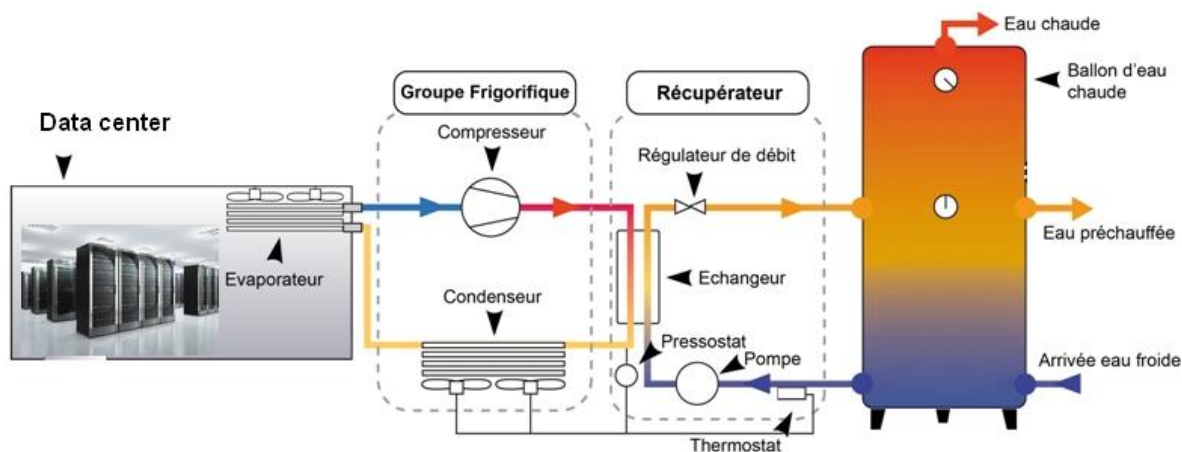 Eau chaude
Ballon d'eau
chaude
Groupe Frigorifique
Récupérateur
Data center
Compresseur
Régulateur de débit
Eau préchauffée
Evaporateur
Echangeur
Condenseur
Pressostat
Pompe
Arrivée eau froide
Thermostat